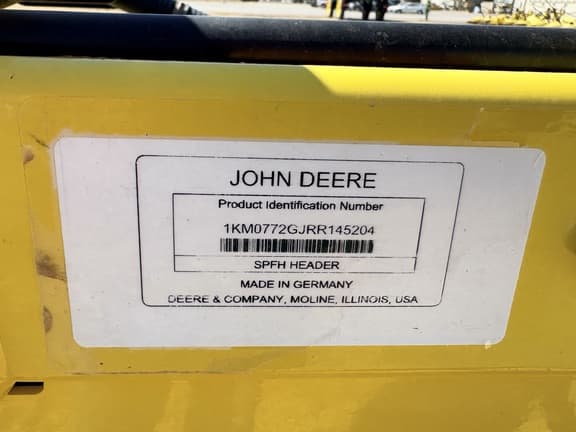 JOHN DEERE
Product Identification Number
1KM0772GJRR145204
SPFH HEADER
MADE IN GERMANY
DEERE & COMPANY, MOLINE, ILLINOIS, USA